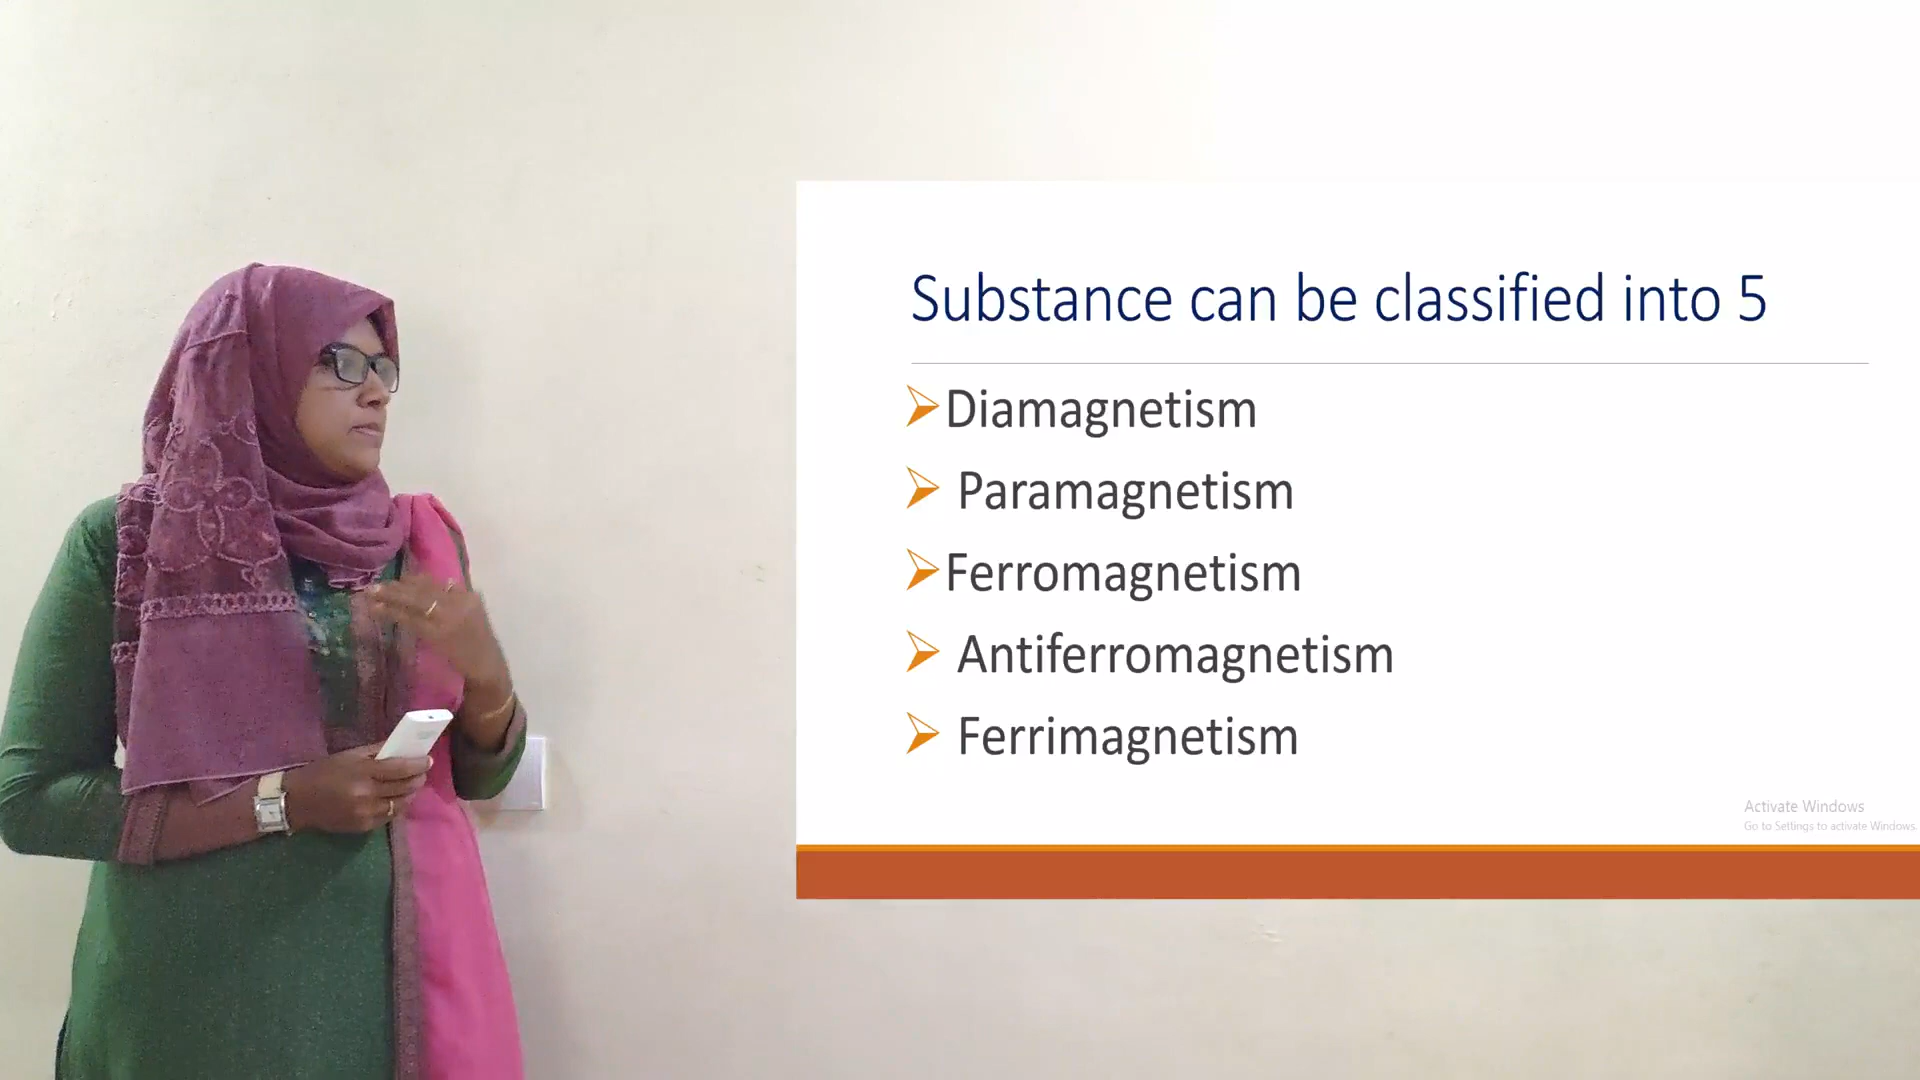 Substance can be classified into 5
Diamagnetism
Paramagnetism
Ferromagnetism
Antiferromagnetism
Ferrimagnetism
Activate Windows
Go to Settings to activate Windows.